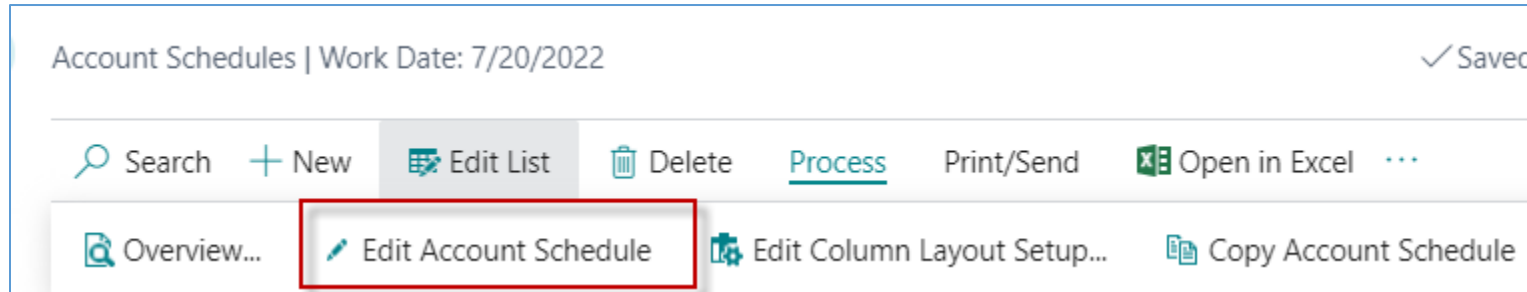 Account Schedules | Work Date: 7/20/2022 Saved
Search New Edit List Delete Process Print/Send Open in Excel ...
Overview... Edit Account Schedule Edit Column Layout Setup... Copy Account Schedule